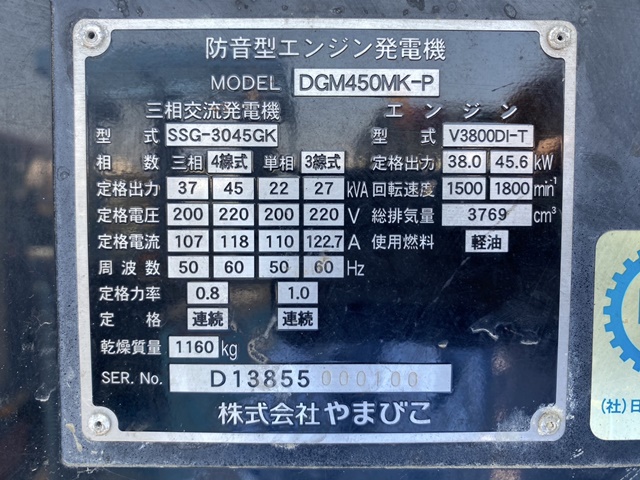 防音型エンジン発電機
MODEL DGM450MK-P
三相交流発電機 エンジン
型式 SSG-3045GK 型式 V3800DI-T
相数 三相 4線式 単相 3線式 定格出力 38.0 45.6 kW
定格出力 37 45 22 27 kVA 回転速度 1500 1800 min⁻¹
定格電圧 200 220 200 220 V 総排気量 3769 cm³
定格電流 107 118 110 122.7 A 使用燃料 軽油
周波数 50 60 50 60 Hz
定格力率 0.8 1.0
定格 連続 連続
乾燥質量 1160 kg
SER. No. D13855 000100
株式会社やまびこ
(社)日